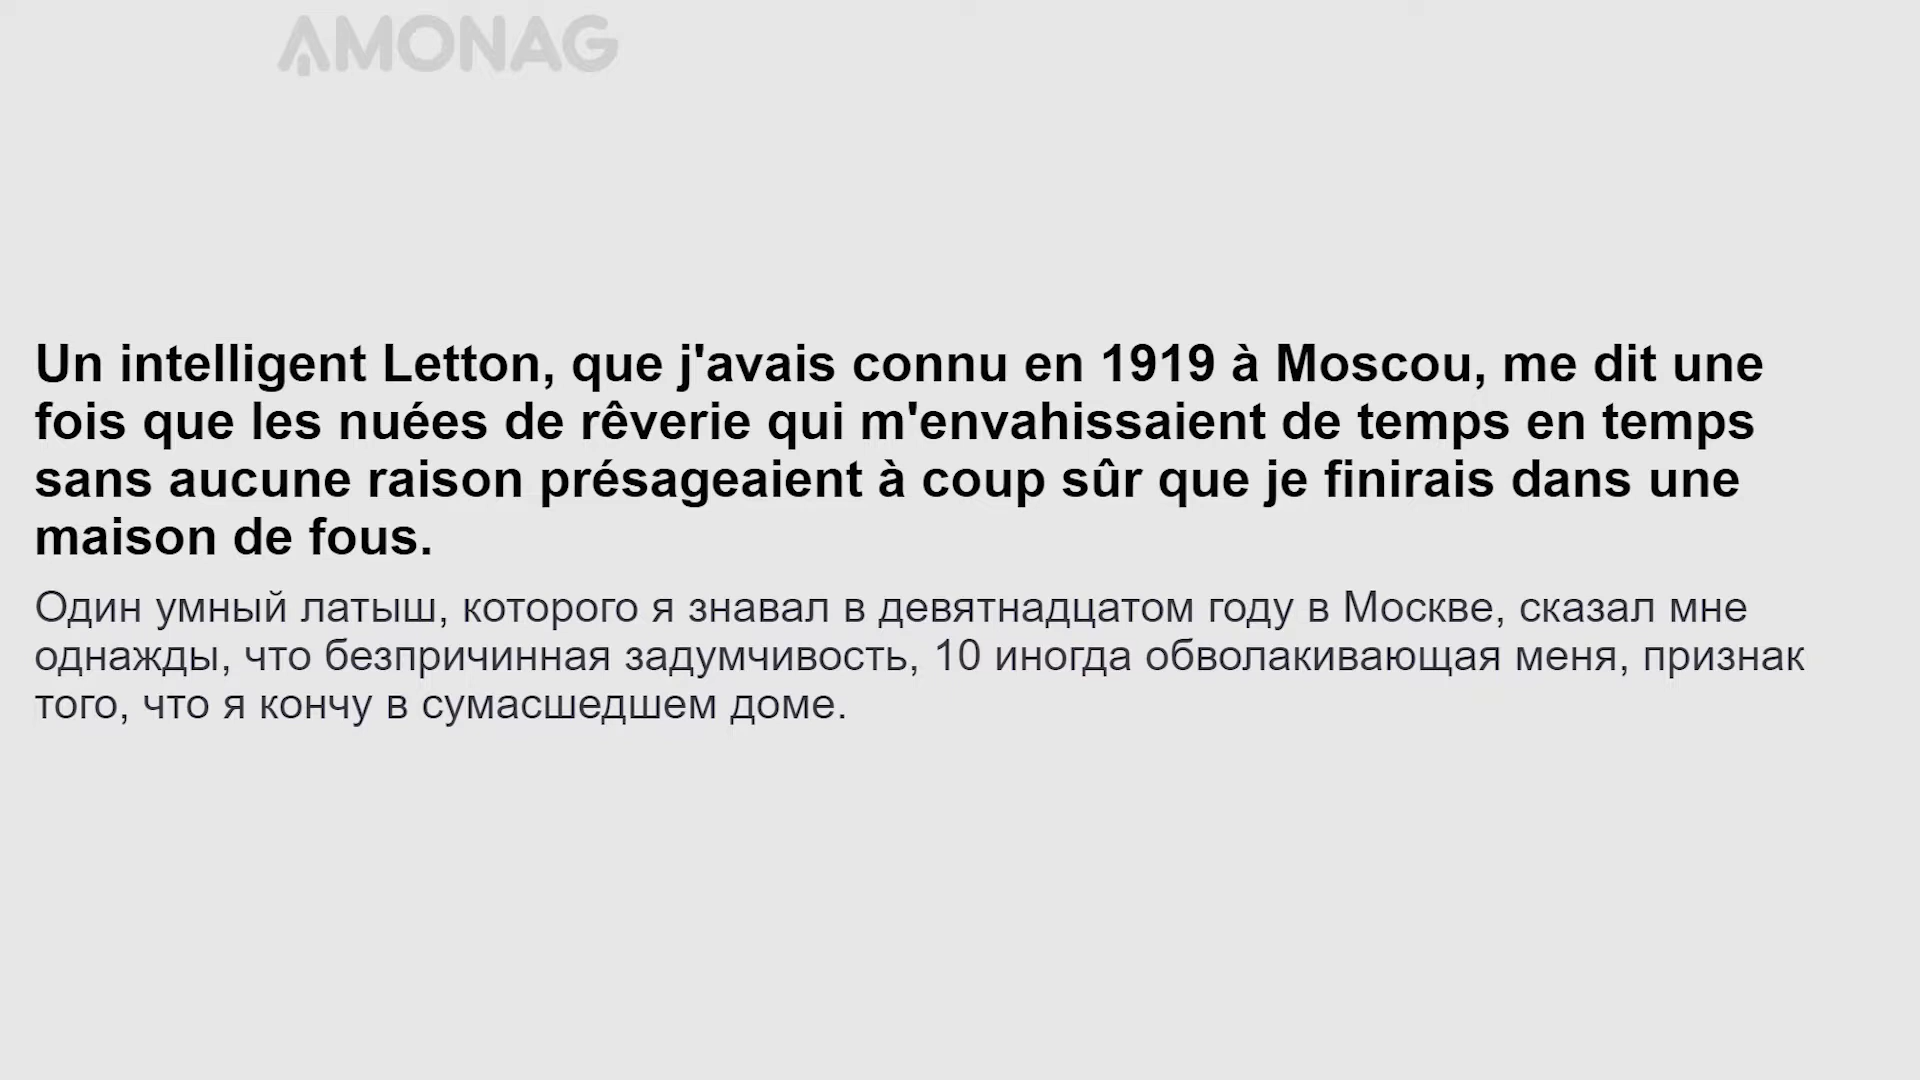 AMONAG
Un intelligent Letton, que j'avais connu en 1919 à Moscou, me dit une
fois que les nuées de rêverie qui m'envahissaient de temps en temps
sans aucune raison présageaient à coup sûr que je finirais dans une
maison de fous.
Один умный латыш, которого я знавал в девятнадцатом году в Москве, сказал мне
однажды, что безпричинная задумчивость, 10 иногда обволакивающая меня, признак
того, что я кончу в сумасшедшем доме.